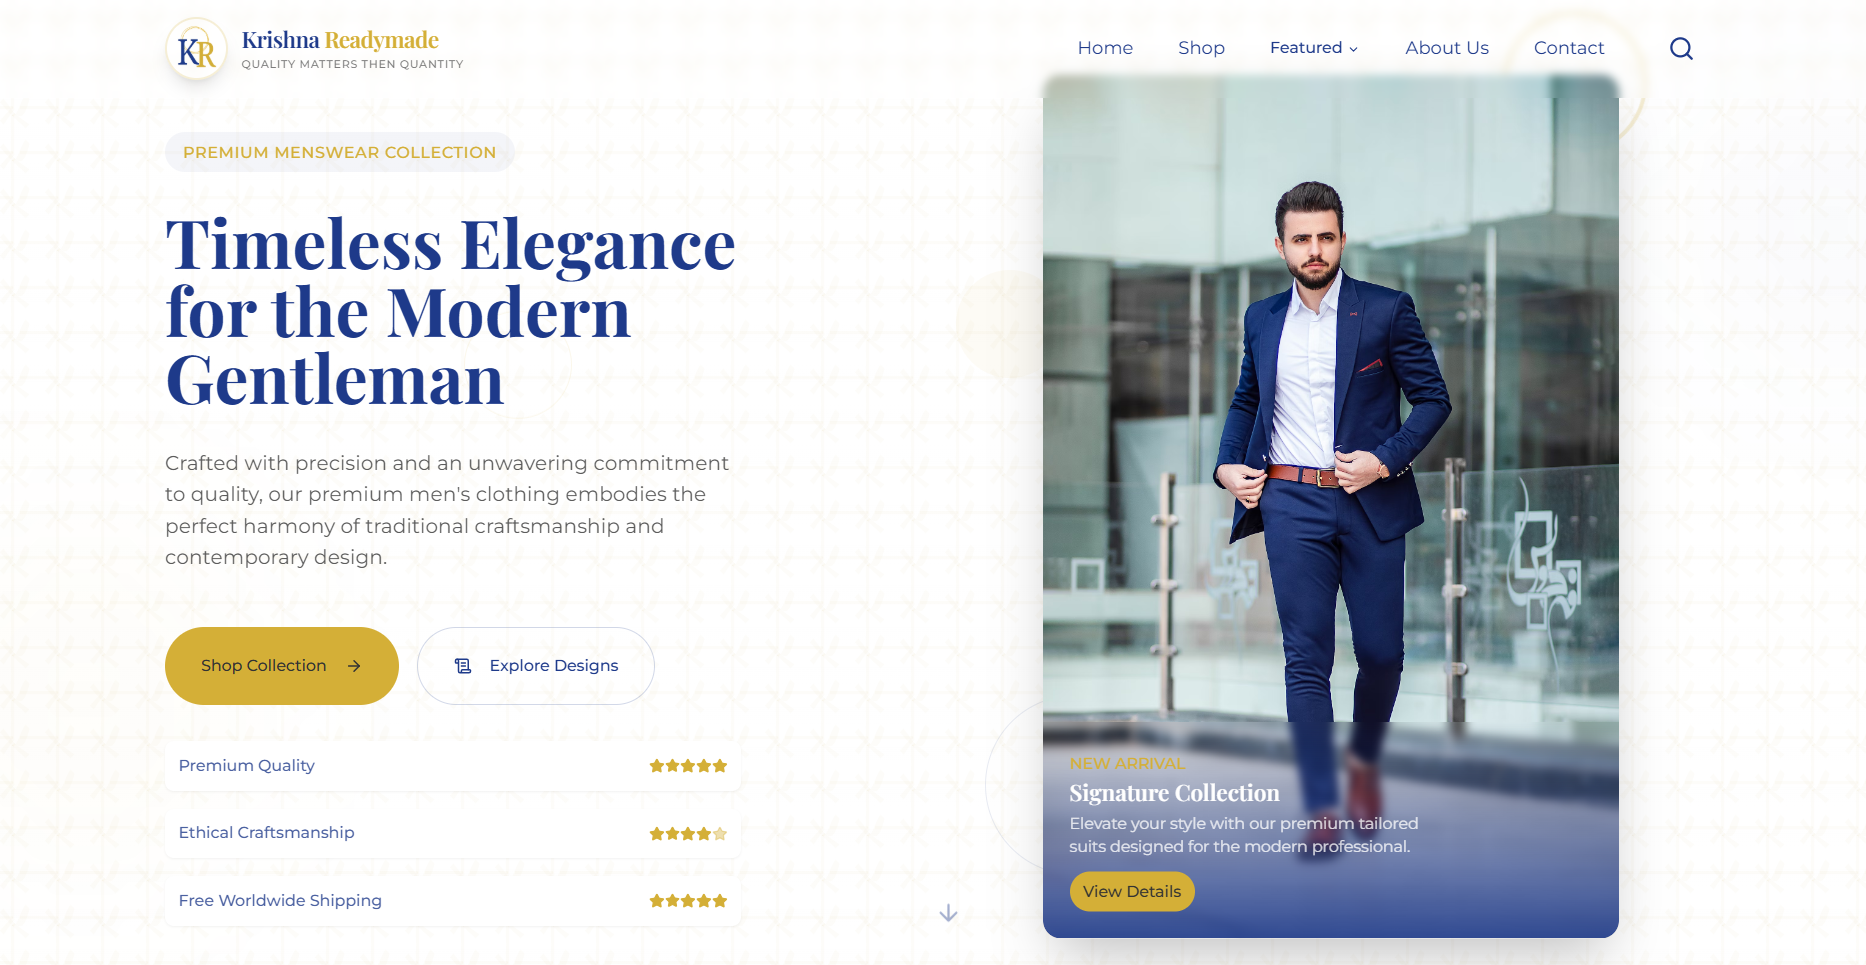 KR
Krishna Readymade
QUALITY MATTERS THEN QUANTITY
Home
Shop
Featured
About Us
Contact
PREMIUM MENSWEAR COLLECTION
Timeless Elegance
for the Modern
Gentleman
Crafted with precision and an unwavering commitment
to quality, our premium men's clothing embodies the
perfect harmony of traditional craftsmanship and
contemporary design.
Shop Collection
Explore Designs
Premium Quality
Ethical Craftsmanship
Free Worldwide Shipping
NEW ARRIVAL
Signature Collection
Elevate your style with our premium tailored
suits designed for the modern professional.
View Details